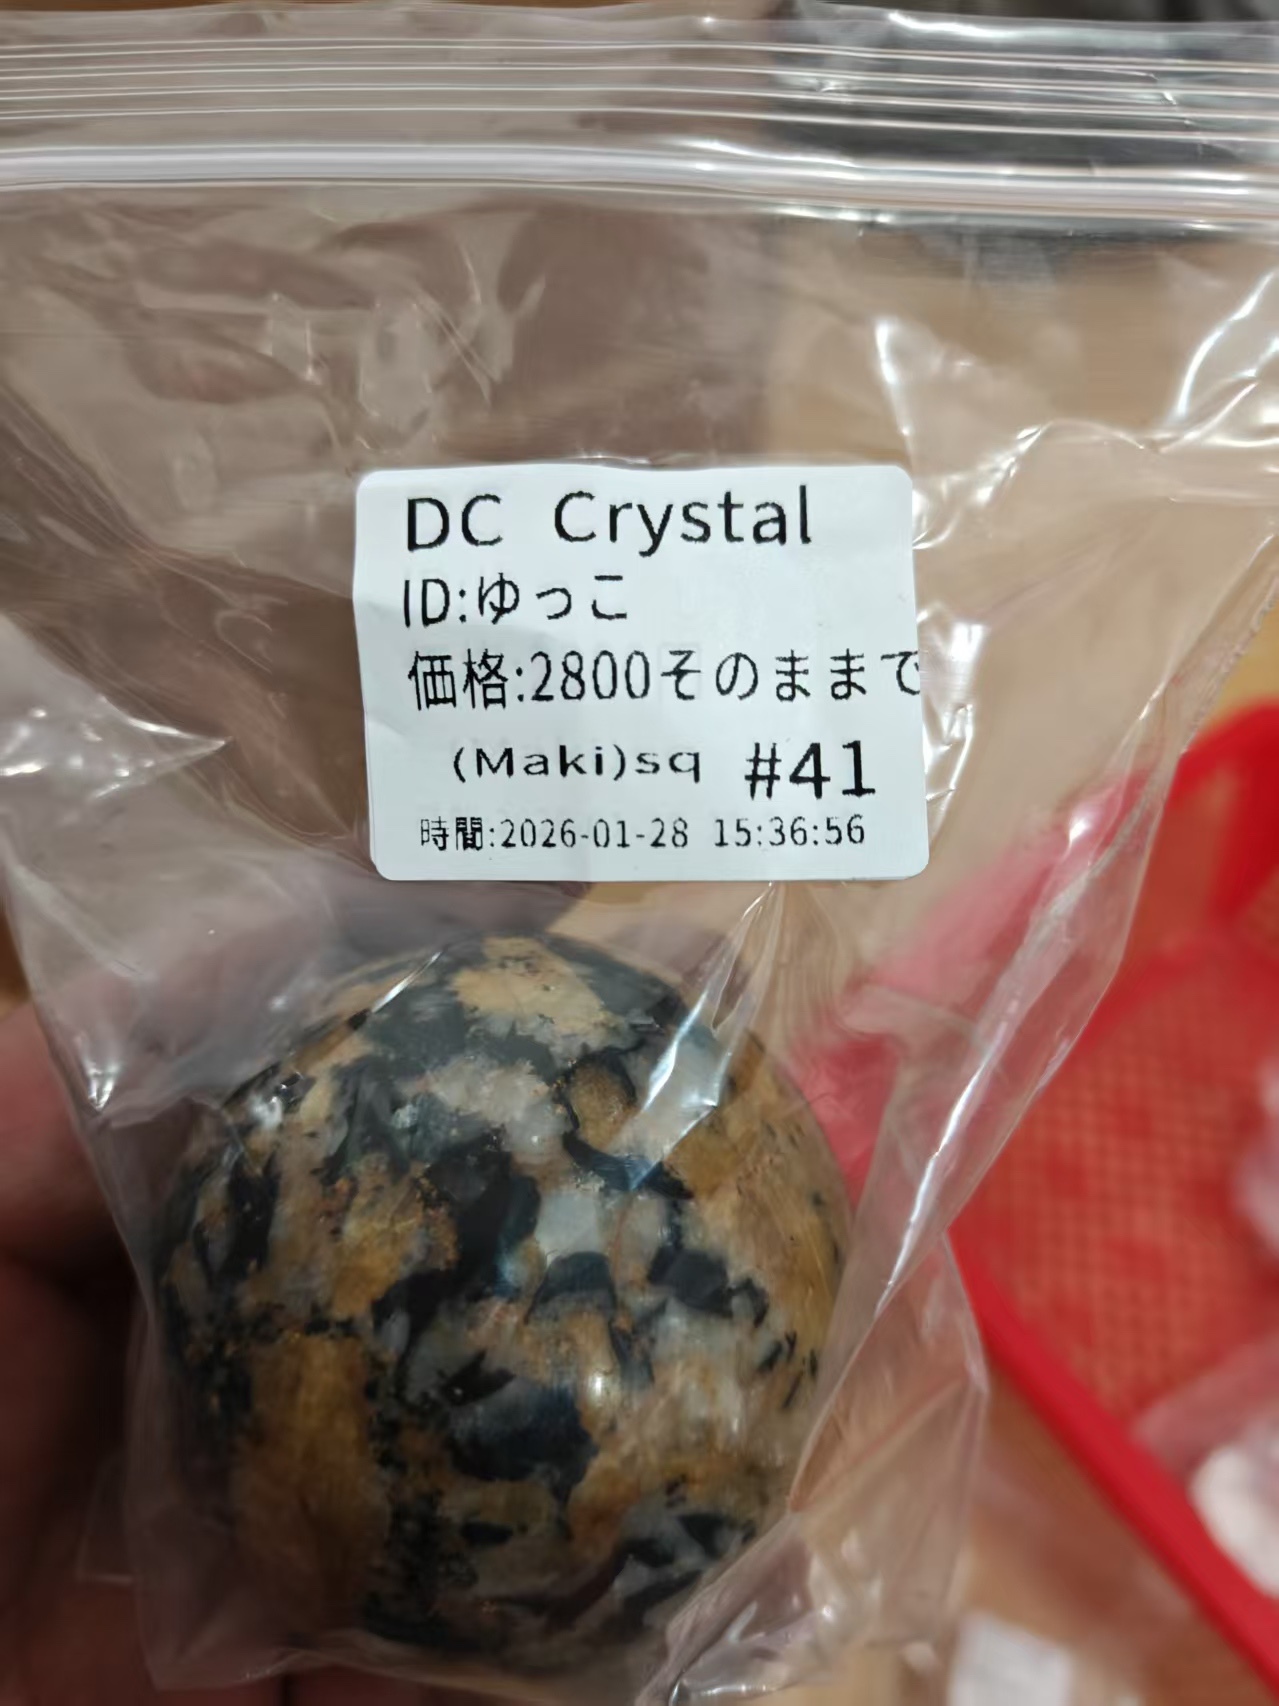 DC Crystal
ID:ゆっこ
価格:2800そのままで
(Maki)sq #41
時間:2026-01-28 15:36:56